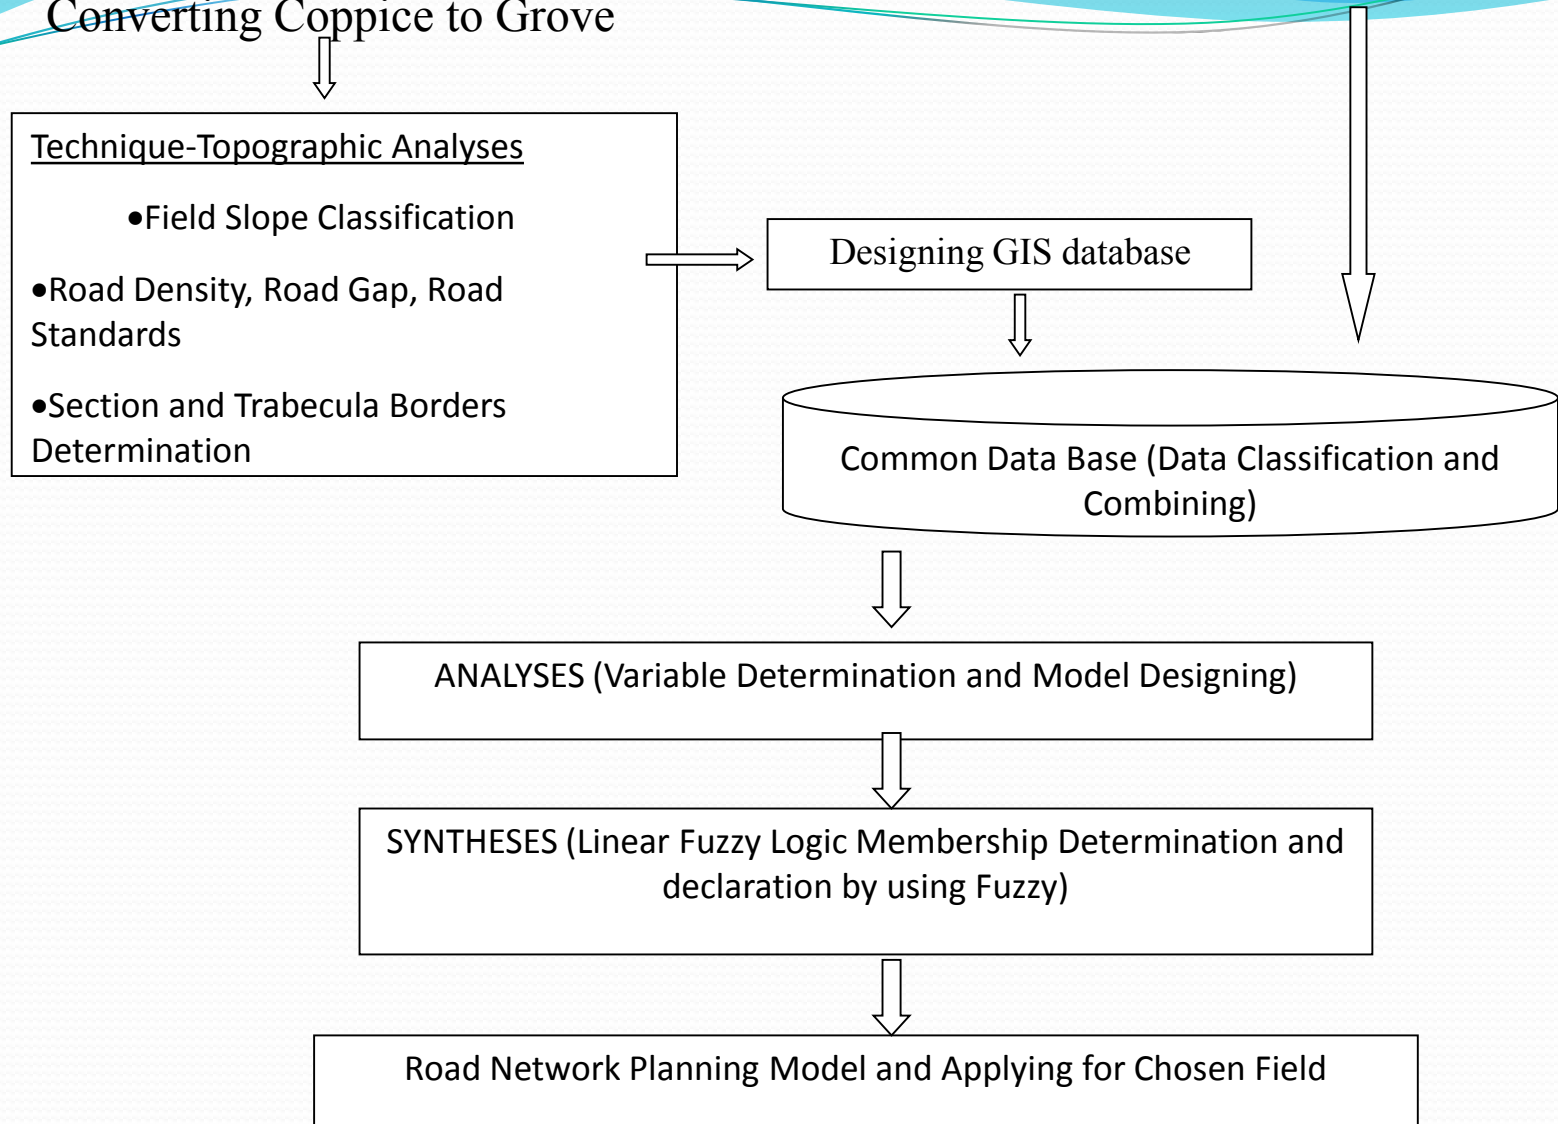 Converting Coppice to Grove
Technique-Topographic Analyses
•Field Slope Classification
•Road Density, Road Gap, Road
Standards
•Section and Trabecula Borders
Determination
Designing GIS database
Common Data Base (Data Classification and
Combining)
ANALYSES (Variable Determination and Model Designing)
SYNTHESES (Linear Fuzzy Logic Membership Determination and
declaration by using Fuzzy)
Road Network Planning Model and Applying for Chosen Field